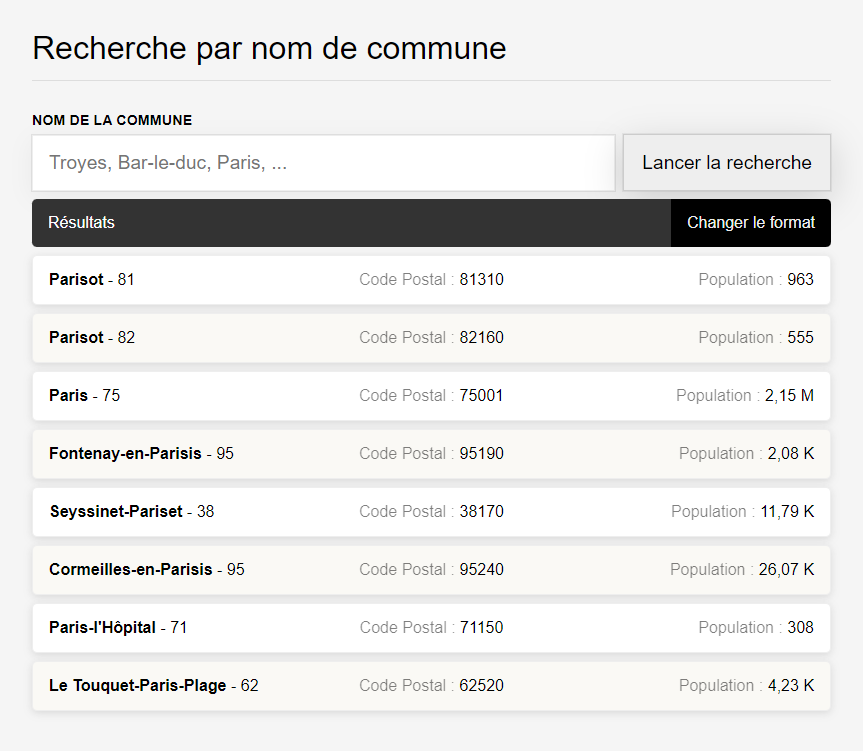 Recherche par nom de commune
NOM DE LA COMMUNE
Troyes, Bar-le-duc, Paris, ... Lancer la recherche
Résultats Changer le format
Parisot - 81 Code Postal : 81310 Population : 963
Parisot - 82 Code Postal : 82160 Population : 555
Paris - 75 Code Postal : 75001 Population : 2,15 M
Fontenay-en-Parisis - 95 Code Postal : 95190 Population : 2,08 K
Seyssinet-Pariset - 38 Code Postal : 38170 Population : 11,79 K
Cormeilles-en-Parisis - 95 Code Postal : 95240 Population : 26,07 K
Paris-l'Hôpital - 71 Code Postal : 71150 Population : 308
Le Touquet-Paris-Plage - 62 Code Postal : 62520 Population : 4,23 K